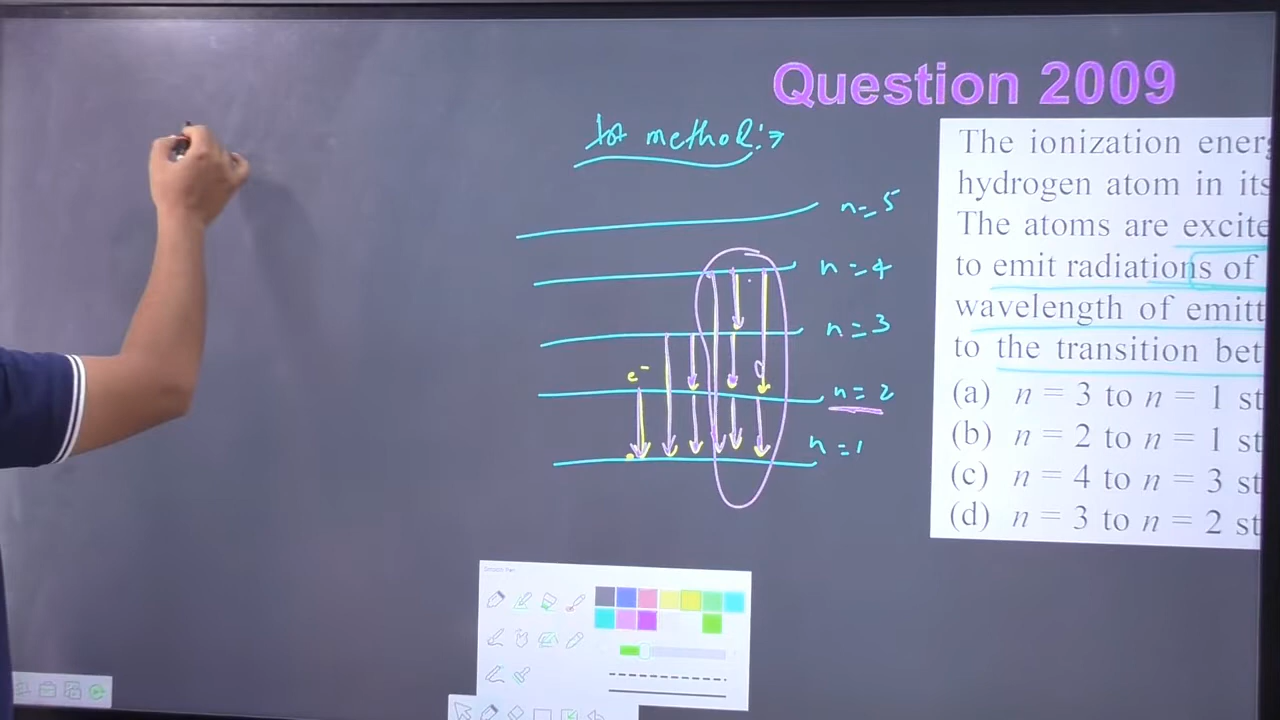 Question 2009
Ist method:⇒
n=5
n=4
n=3
e⁻
n=2
n=1
The ionization ener
hydrogen atom in its
The atoms are excite
to emit radiations of
wavelength of emitt
to the transition bet
(a) n = 3 to n = 1 st
(b) n = 2 to n = 1 st
(c) n = 4 to n = 3 st
(d) n = 3 to n = 2 st